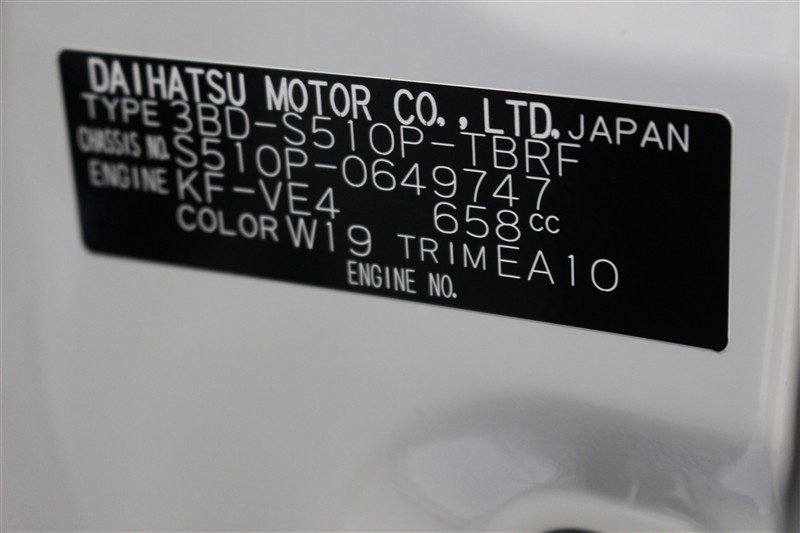 DAIHATSU MOTOR CO., LTD. JAPAN
TYPE 3BD-S510P-TBRF
CHASSIS NO. S510P-0649747
ENGINE KF-VE4 658cc
COLOR W19 TRIM EA10
ENGINE NO.